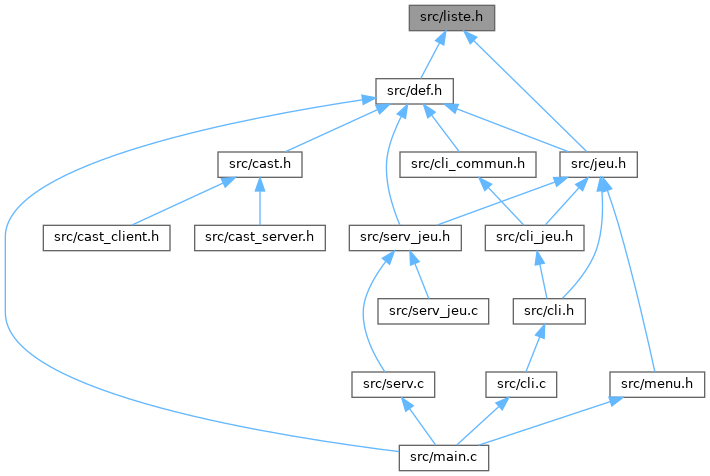 src/liste.h
src/def.h
src/cast.h
src/cli_commun.h
src/jeu.h
src/cast_client.h
src/cast_server.h
src/serv_jeu.h
src/cli_jeu.h
src/serv_jeu.c
src/cli.h
src/serv.c
src/cli.c
src/menu.h
src/main.c